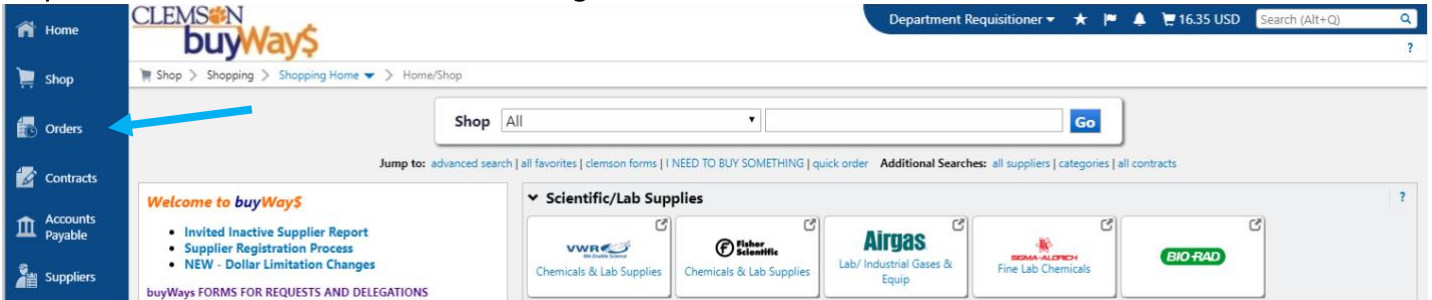 Home
Shop
Orders
Contracts
Accounts
Payable
Suppliers
CLEMSON
buyWay$
Department Requisitioner
16.35 USD
Search (Alt+Q)
?
Shop > Shopping > Shopping Home > Home/Shop
Shop All Go
Jump to: advanced search | all favorites | clemson forms | I NEED TO BUY SOMETHING | quick order Additional Searches: all suppliers | categories | all contracts
Welcome to buyWay$
• Invited Inactive Supplier Report
• Supplier Registration Process
• NEW - Dollar Limitation Changes
buyWays FORMS FOR REQUESTS AND DELEGATIONS
Scientific/Lab Supplies
?
VWR
We Enable Science
Chemicals & Lab Supplies
Fisher
Scientific
Chemicals & Lab Supplies
Airgas
Lab/ Industrial Gases &
Equip
SIGMA-ALDRICH
Fine Lab Chemicals
BIO-RAD